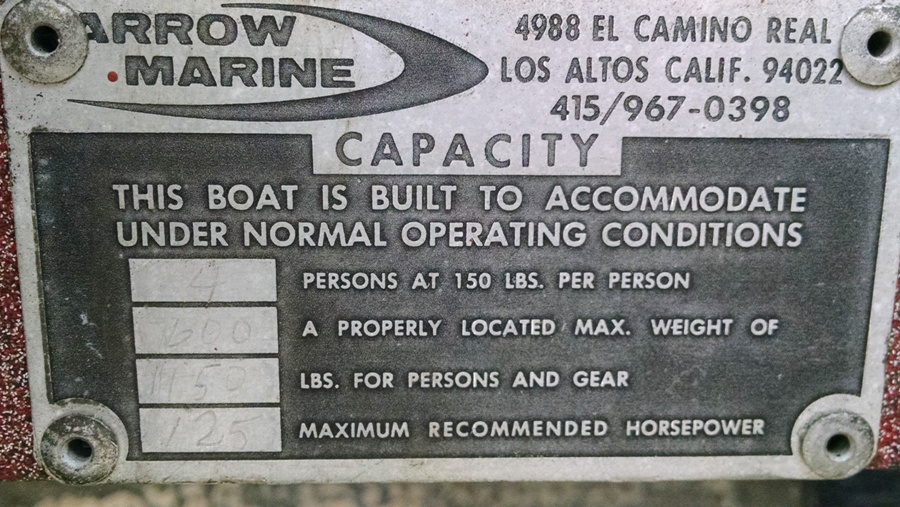 ARROW
MARINE
4988 EL CAMINO REAL
LOS ALTOS CALIF. 94022
415/967-0398
CAPACITY
THIS BOAT IS BUILT TO ACCOMMODATE
UNDER NORMAL OPERATING CONDITIONS
4 PERSONS AT 150 LBS. PER PERSON
600 A PROPERLY LOCATED MAX. WEIGHT OF
1150 LBS. FOR PERSONS AND GEAR
125 MAXIMUM RECOMMENDED HORSEPOWER